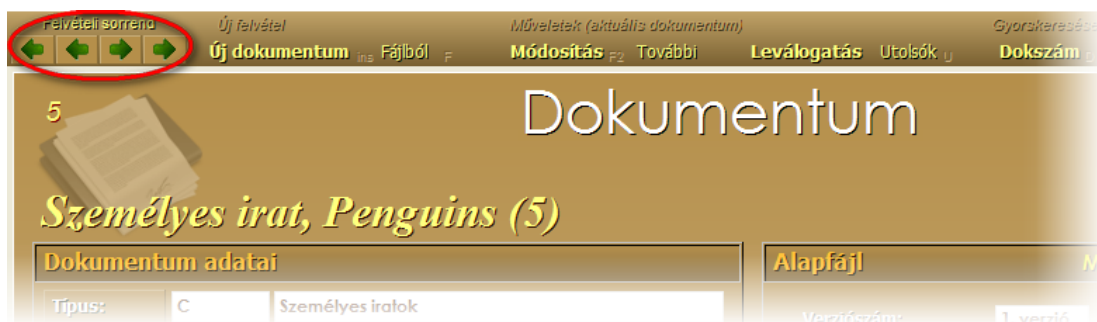 Felvételi sorrend Új felvétel Műveletek (aktuális dokumentum)
Új dokumentum ins Fájlból F Módosítás F2 További Leválogatás Utolsók U Dokszám
5
Dokumentum
Személyes irat, Penguins (5)
Dokumentum adatai Alapfájl
Típus: C Személyes iratok
Verziószám: 1. verzió